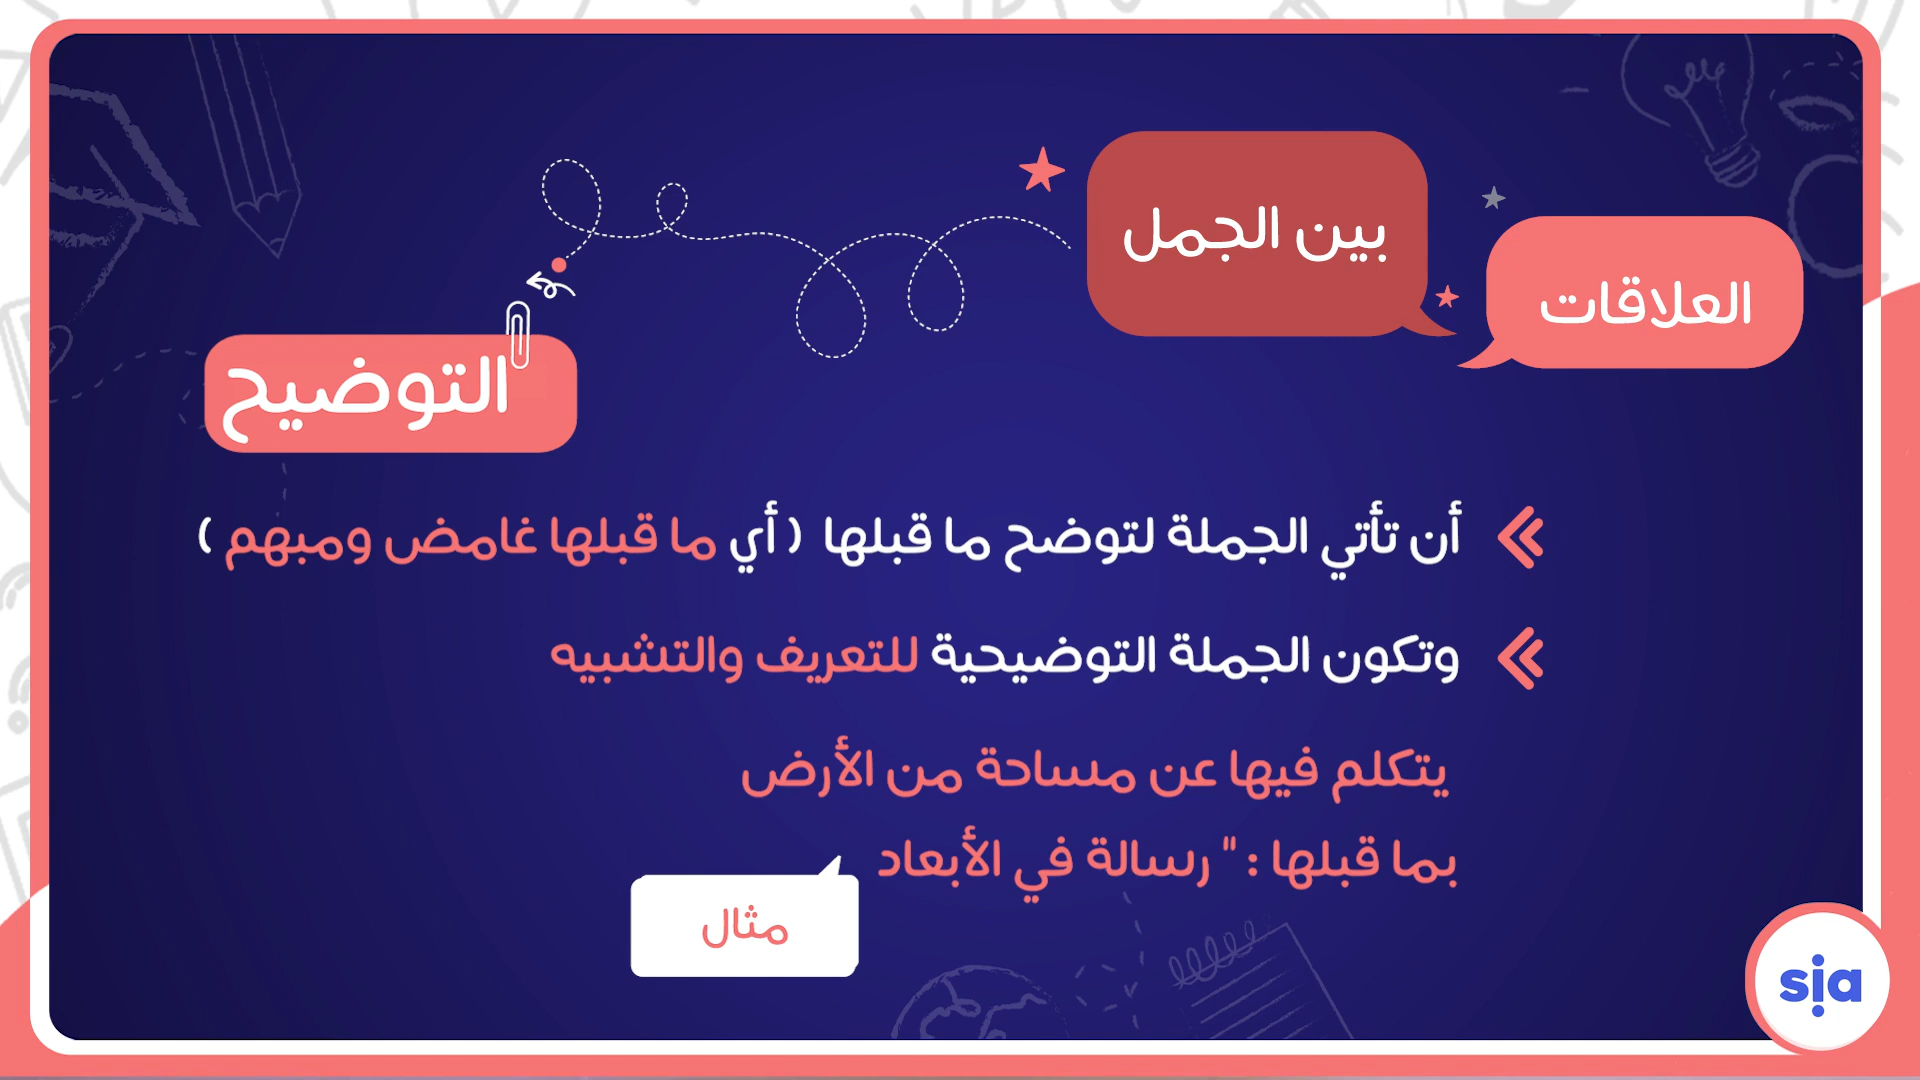 العلاقات
بين الجمل
التوضيح
أن تأتي الجملة لتوضح ما قبلها ( أي ما قبلها غامض ومبهم )
وتكون الجملة التوضيحية للتعريف والتشبيه
يتكلم فيها عن مساحة من الأرض
بما قبلها : " رسالة في الأبعاد
مثال
sia